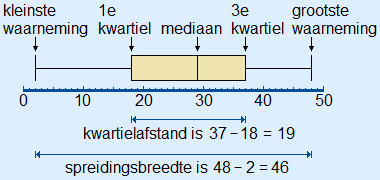 kleinste waarneming
1e kwartiel
mediaan
3e kwartiel
grootste waarneming
0 10 20 30 40 50
kwartielafstand is 37 – 18 = 19
spreidingsbreedte is 48 – 2 = 46